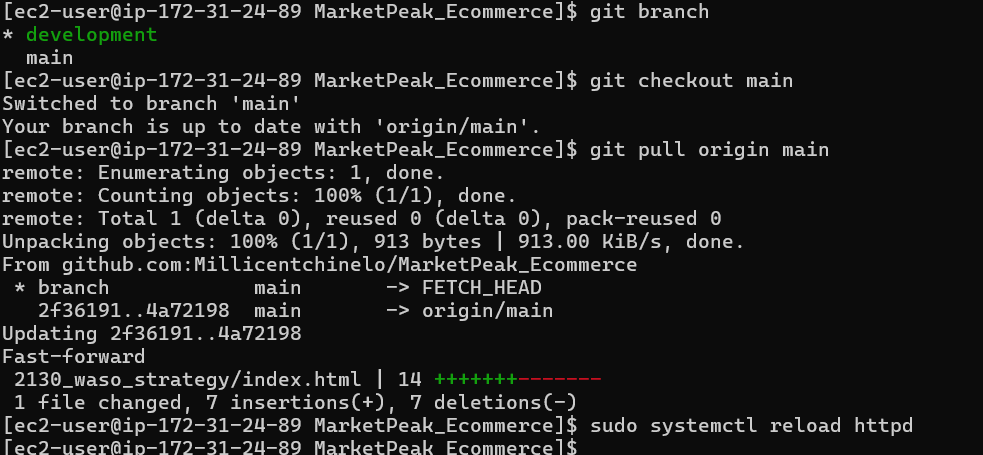 [ec2-user@ip-172-31-24-89 MarketPeak_Ecommerce]$ git branch
* development
  main
[ec2-user@ip-172-31-24-89 MarketPeak_Ecommerce]$ git checkout main
Switched to branch 'main'
Your branch is up to date with 'origin/main'.
[ec2-user@ip-172-31-24-89 MarketPeak_Ecommerce]$ git pull origin main
remote: Enumerating objects: 1, done.
remote: Counting objects: 100% (1/1), done.
remote: Total 1 (delta 0), reused 0 (delta 0), pack-reused 0
Unpacking objects: 100% (1/1), 913 bytes | 913.00 KiB/s, done.
From github.com:Millicentchinelo/MarketPeak_Ecommerce
 * branch            main       -> FETCH_HEAD
   2f36191..4a72198  main       -> origin/main
Updating 2f36191..4a72198
Fast-forward
 2130_waso_strategy/index.html | 14 +++++++-------
 1 file changed, 7 insertions(+), 7 deletions(-)
[ec2-user@ip-172-31-24-89 MarketPeak_Ecommerce]$ sudo systemctl reload httpd
[ec2-user@ip-172-31-24-89 MarketPeak_Ecommerce]$